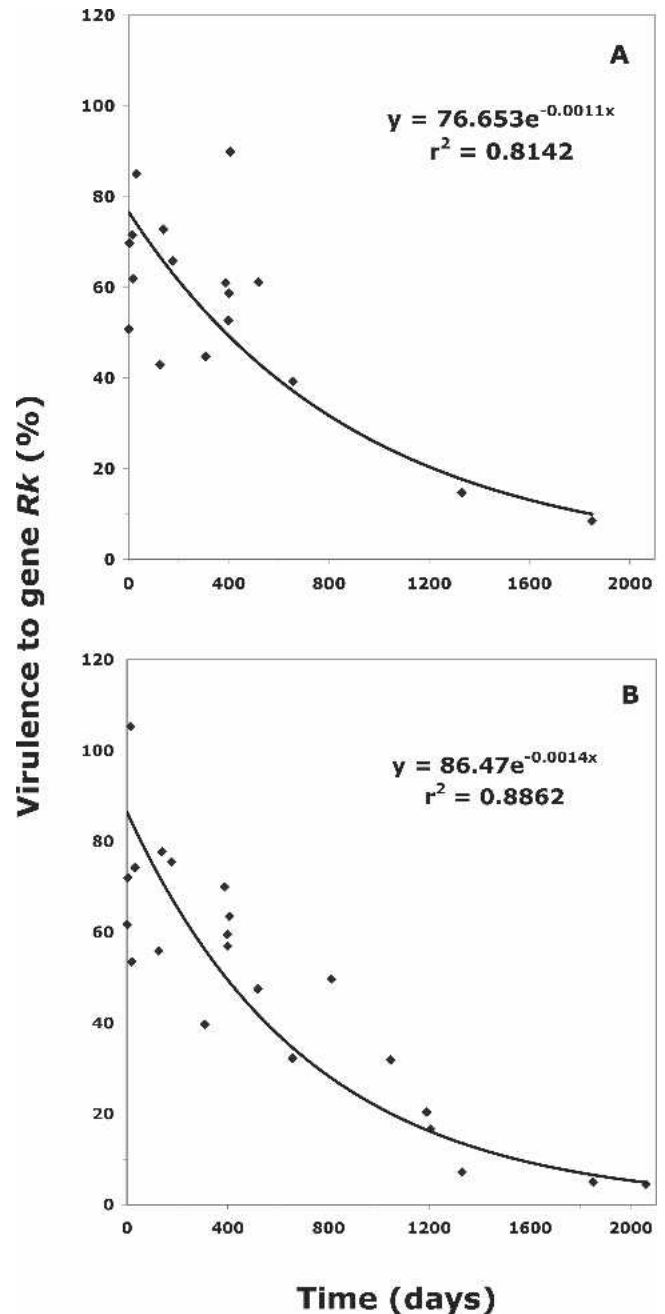 Virulence to gene Rk (%)
120
A
100
y = 76.653e^-0.0011x
r² = 0.8142
80
60
40
20
0
0 400 800 1200 1600 2000
120
B
100
y = 86.47e^-0.0014x
r² = 0.8862
80
60
40
20
0
0 400 800 1200 1600 2000
Time (days)